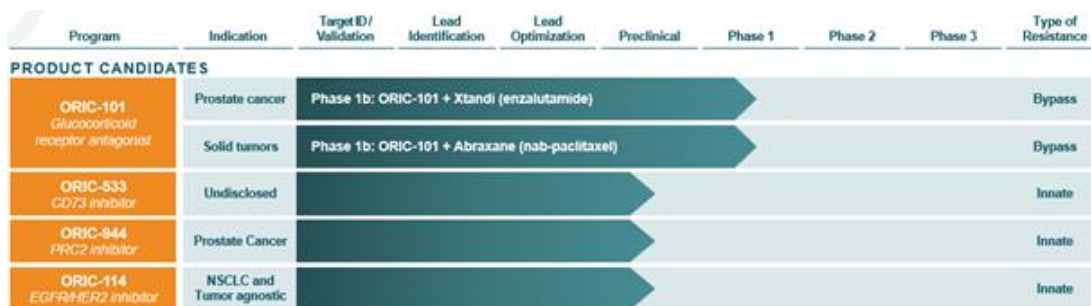 Program
Indication
Target ID /
Validation
Lead
Identification
Lead
Optimization
Preclinical
Phase 1
Phase 2
Phase 3
Type of
Resistance
PRODUCT CANDIDATES
ORIC-101
Glucocorticoid
receptor antagonist
Prostate cancer
Phase 1b: ORIC-101 + Xtandi (enzalutamide)
Bypass
Solid tumors
Phase 1b: ORIC-101 + Abraxane (nab-paclitaxel)
Bypass
ORIC-533
CD73 inhibitor
Undisclosed
Innate
ORIC-944
PRC2 inhibitor
Prostate Cancer
Innate
ORIC-114
EGFR/HER2 inhibitor
NSCLC and
Tumor agnostic
Innate